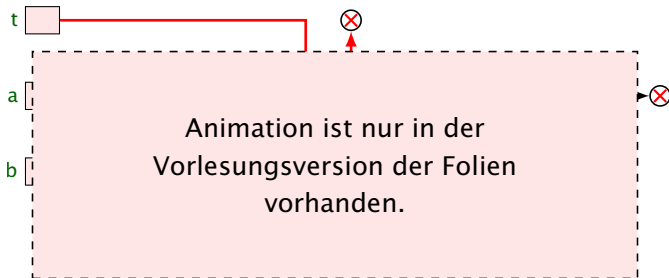 t
a
Animation ist nur in der
Vorlesungsversion der Folien
b
vorhanden.